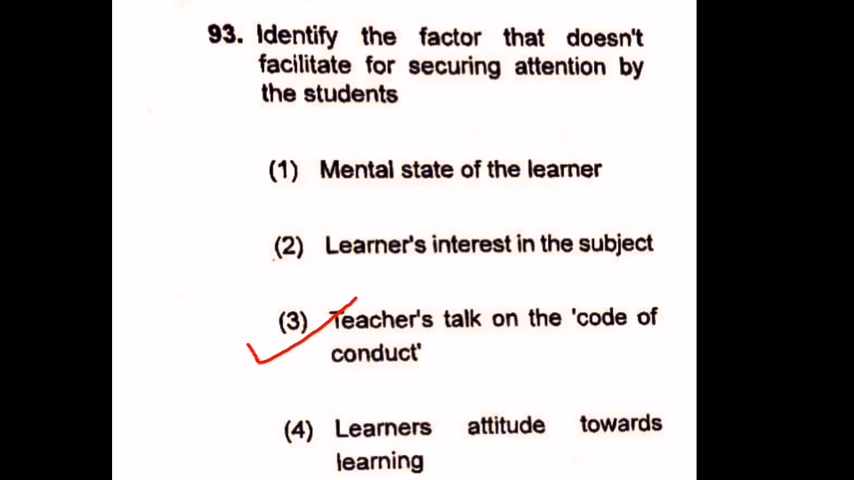 93. Identify the factor that doesn't
facilitate for securing attention by
the students
(1) Mental state of the learner
(2) Learner's interest in the subject
(3) Teacher's talk on the 'code of
conduct'
(4) Learners attitude towards
learning